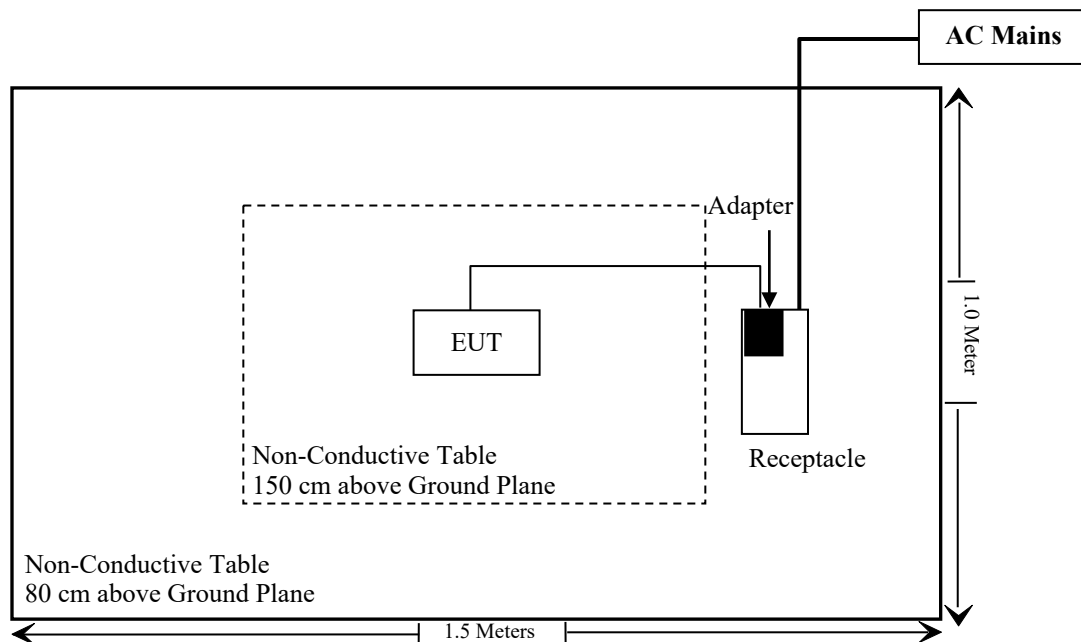 AC Mains
Adapter
EUT
1.0 Meter
Receptacle
Non-Conductive Table
150 cm above Ground Plane
Non-Conductive Table
80 cm above Ground Plane
1.5 Meters